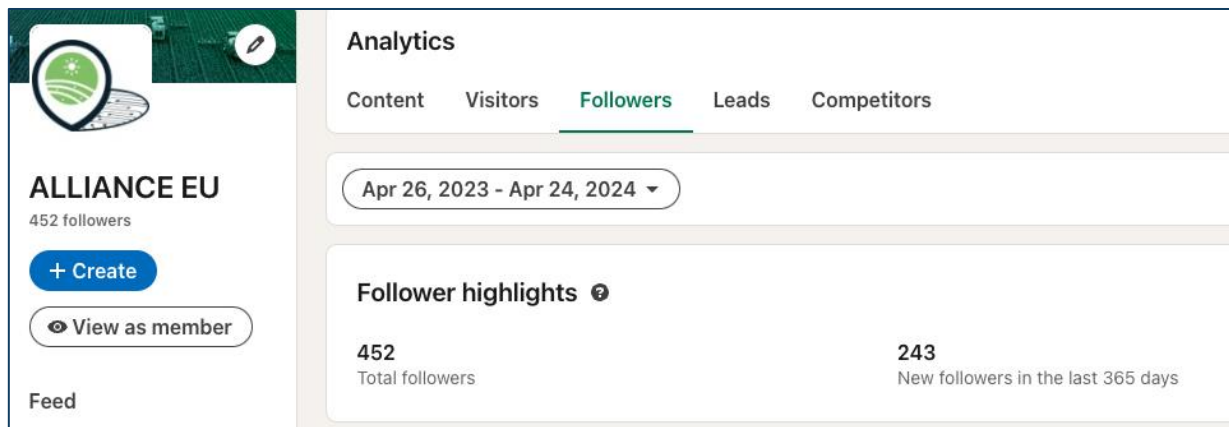 ALLIANCE EU
452 followers
+ Create
View as member
Feed
Analytics
Content Visitors Followers Leads Competitors
Apr 26, 2023 - Apr 24, 2024
Follower highlights
452
Total followers
243
New followers in the last 365 days